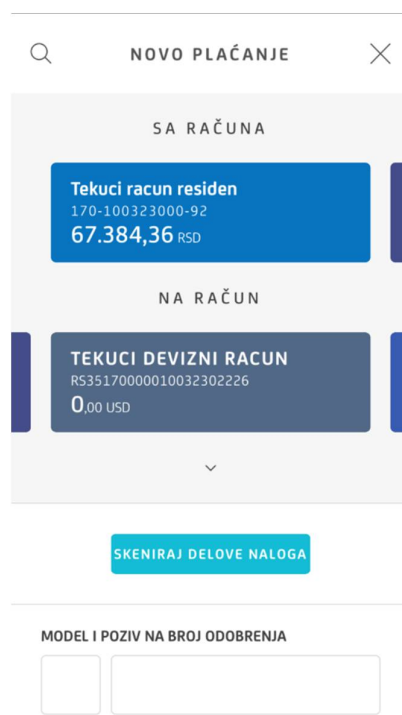 NOVO PLAĆANJE
SA RAČUNA
Tekuci racun residen
170-100323000-92
67.384,36 RSD
NA RAČUN
TEKUCI DEVIZNI RACUN
RS35170000010032302226
0,00 USD
SKENIRAJ DELOVE NALOGA
MODEL I POZIV NA BROJ ODOBRENJA